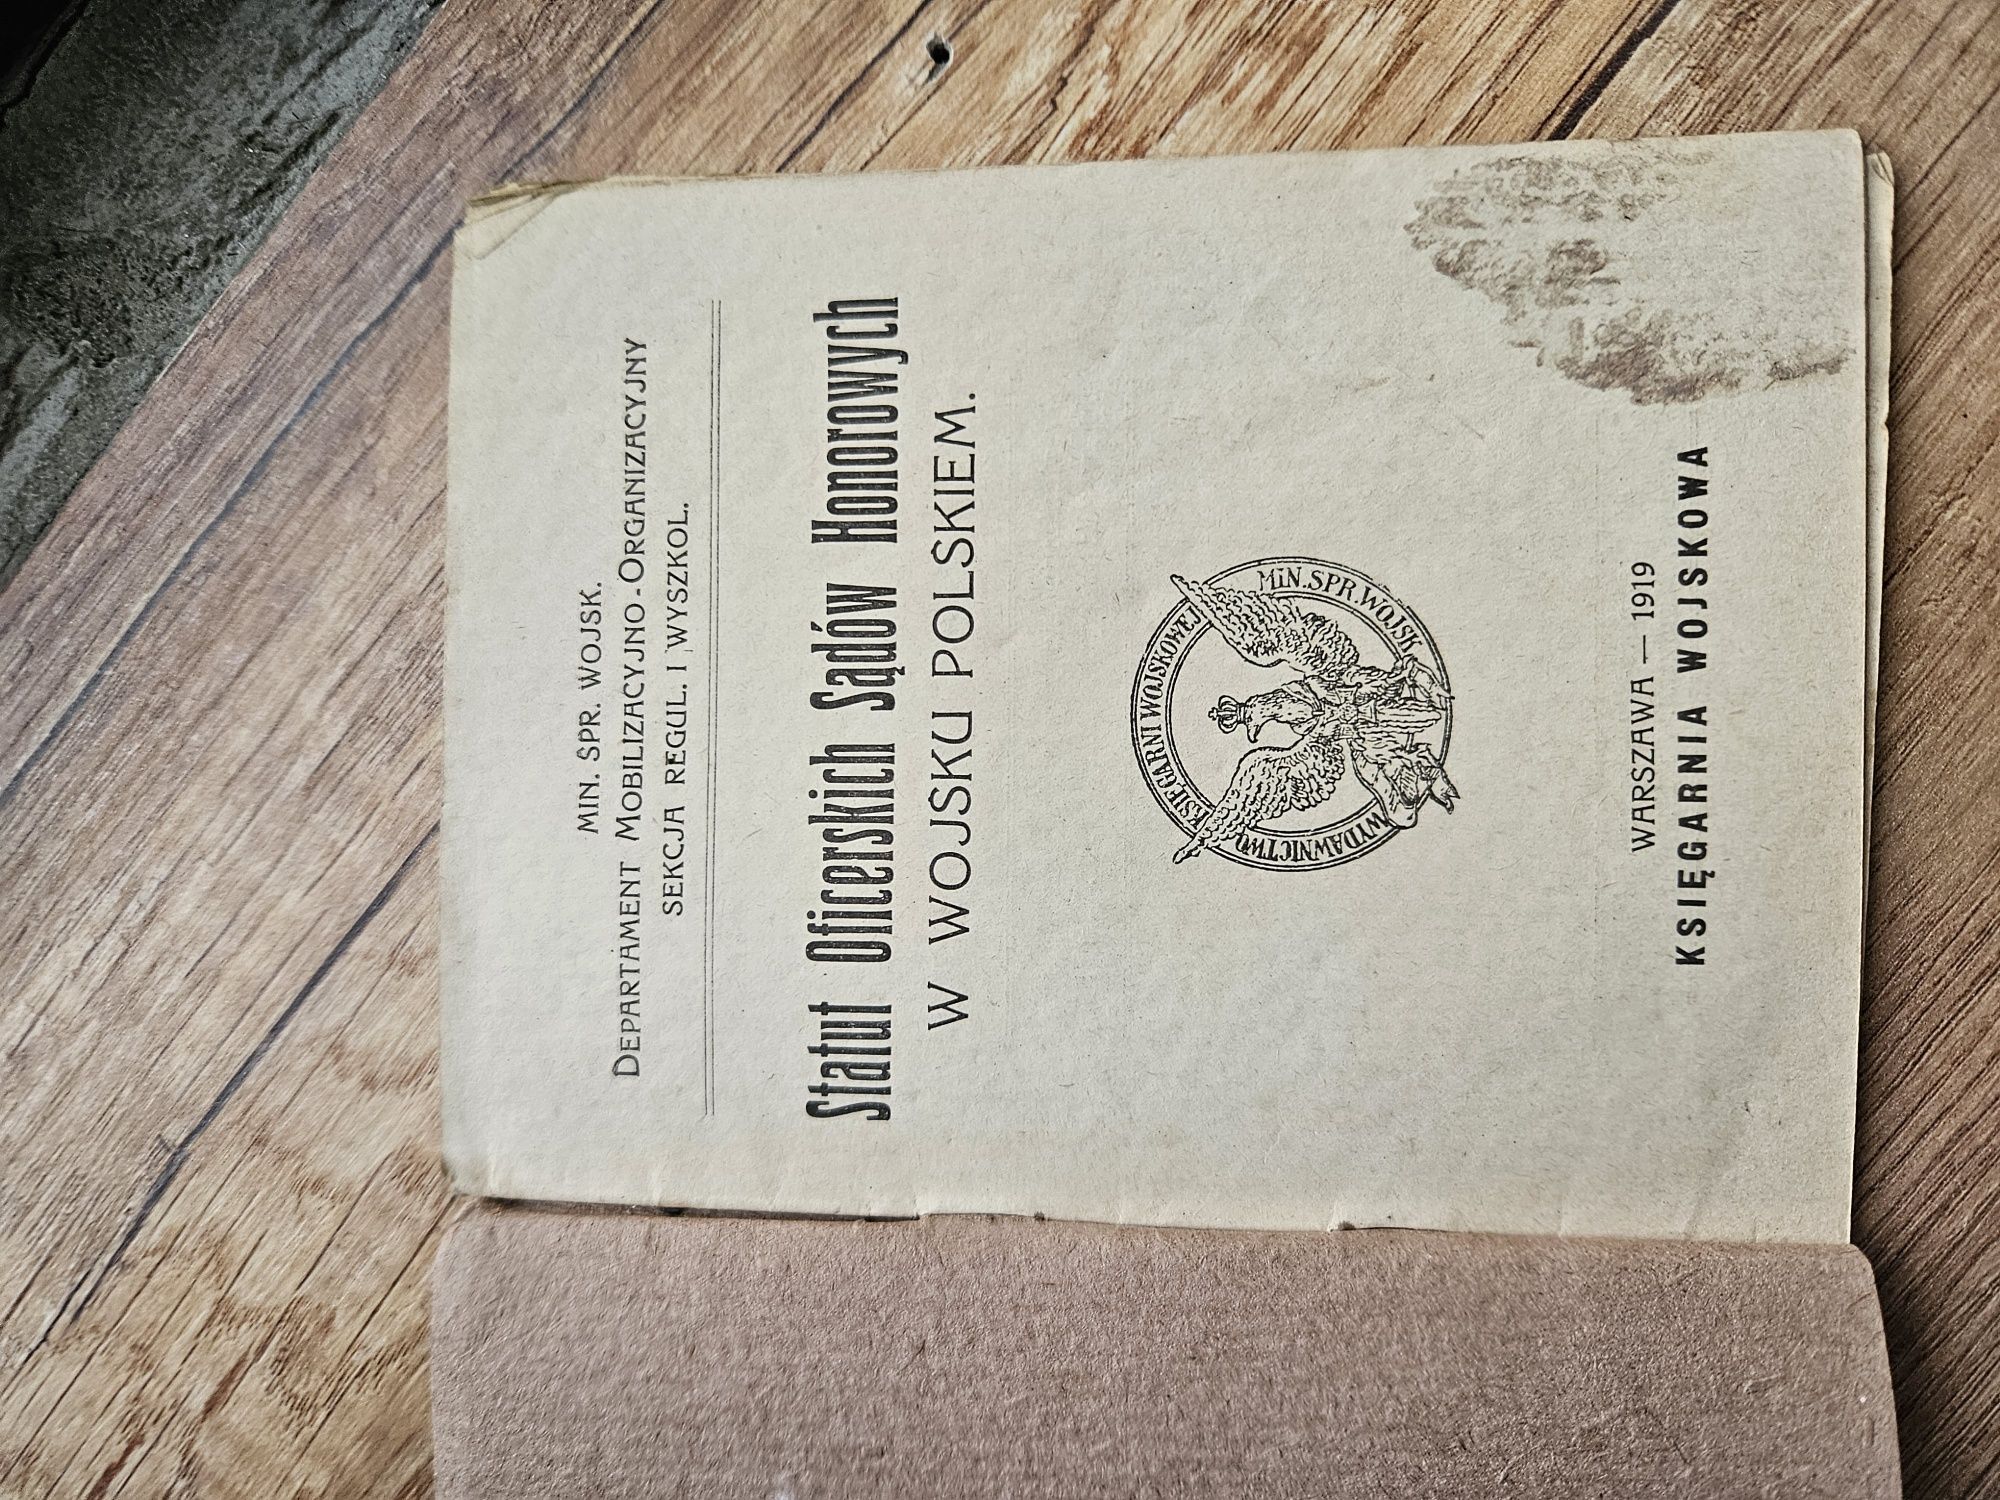 MIN. SPR. WOJSK.
DEPARTAMENT MOBILIZACYJNO-ORGANIZACYJNY
SEKCJA REGUL. I WYSZKOL.
Statut Oficerskich Sądów Honorowych
W WOJSKU POLSKIEM.
WYDAWNICTWO KSIĘGARNI WOJSKOWEJ
MiN. SPR. WOJSK
WARSZAWA — 1919
KSIĘGARNIA WOJSKOWA